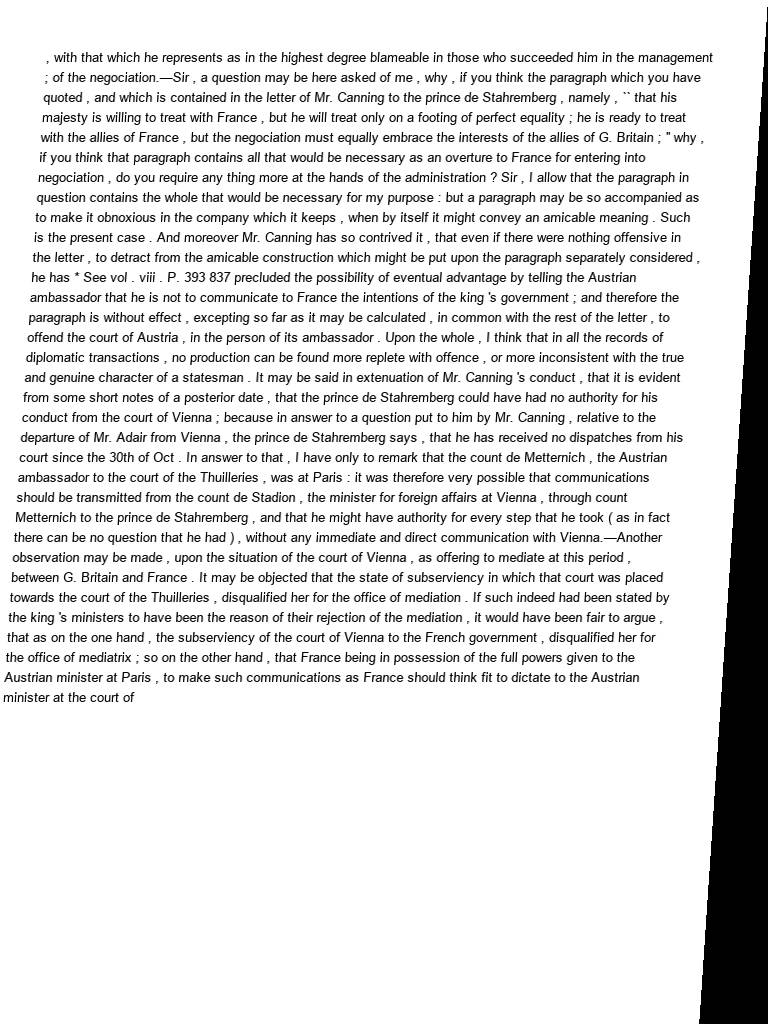 , with that which he represents as in the highest degree blameable in those who succeeded him in the management
; of the negociation.—Sir , a question may be here asked of me , why , if you think the paragraph which you have
quoted , and which is contained in the letter of Mr. Canning to the prince de Stahremberg , namely , `` that his
majesty is willing to treat with France , but he will treat only on a footing of perfect equality ; he is ready to treat
with the allies of France , but the negociation must equally embrace the interests of the allies of G. Britain ; " why ,
if you think that paragraph contains all that would be necessary as an overture to France for entering into
negociation , do you require any thing more at the hands of the administration ? Sir , I allow that the paragraph in
question contains the whole that would be necessary for my purpose : but a paragraph may be so accompanied as
to make it obnoxious in the company which it keeps , when by itself it might convey an amicable meaning . Such
is the present case . And moreover Mr. Canning has so contrived it , that even if there were nothing offensive in
the letter , to detract from the amicable construction which might be put upon the paragraph separately considered ,
he has * See vol . viii . P. 393 837 precluded the possibility of eventual advantage by telling the Austrian
ambassador that he is not to communicate to France the intentions of the king 's government ; and therefore the
paragraph is without effect , excepting so far as it may be calculated , in common with the rest of the letter , to
offend the court of Austria , in the person of its ambassador . Upon the whole , I think that in all the records of
diplomatic transactions , no production can be found more replete with offence , or more inconsistent with the true
and genuine character of a statesman . It may be said in extenuation of Mr. Canning 's conduct , that it is evident
from some short notes of a posterior date , that the prince de Stahremberg could have had no authority for his
conduct from the court of Vienna ; because in answer to a question put to him by Mr. Canning , relative to the
departure of Mr. Adair from Vienna , the prince de Stahremberg says , that he has received no dispatches from his
court since the 30th of Oct . In answer to that , I have only to remark that the count de Metternich , the Austrian
ambassador to the court of the Thuilleries , was at Paris : it was therefore very possible that communications
should be transmitted from the count de Stadion , the minister for foreign affairs at Vienna , through count
Metternich to the prince de Stahremberg , and that he might have authority for every step that he took ( as in fact
there can be no question that he had ) , without any immediate and direct communication with Vienna.—Another
observation may be made , upon the situation of the court of Vienna , as offering to mediate at this period ,
between G. Britain and France . It may be objected that the state of subserviency in which that court was placed
towards the court of the Thuilleries , disqualified her for the office of mediation . If such indeed had been stated by
the king 's ministers to have been the reason of their rejection of the mediation , it would have been fair to argue ,
that as on the one hand , the subserviency of the court of Vienna to the French government , disqualified her for
the office of mediatrix ; so on the other hand , that France being in possession of the full powers given to the
Austrian minister at Paris , to make such communications as France should think fit to dictate to the Austrian
minister at the court of